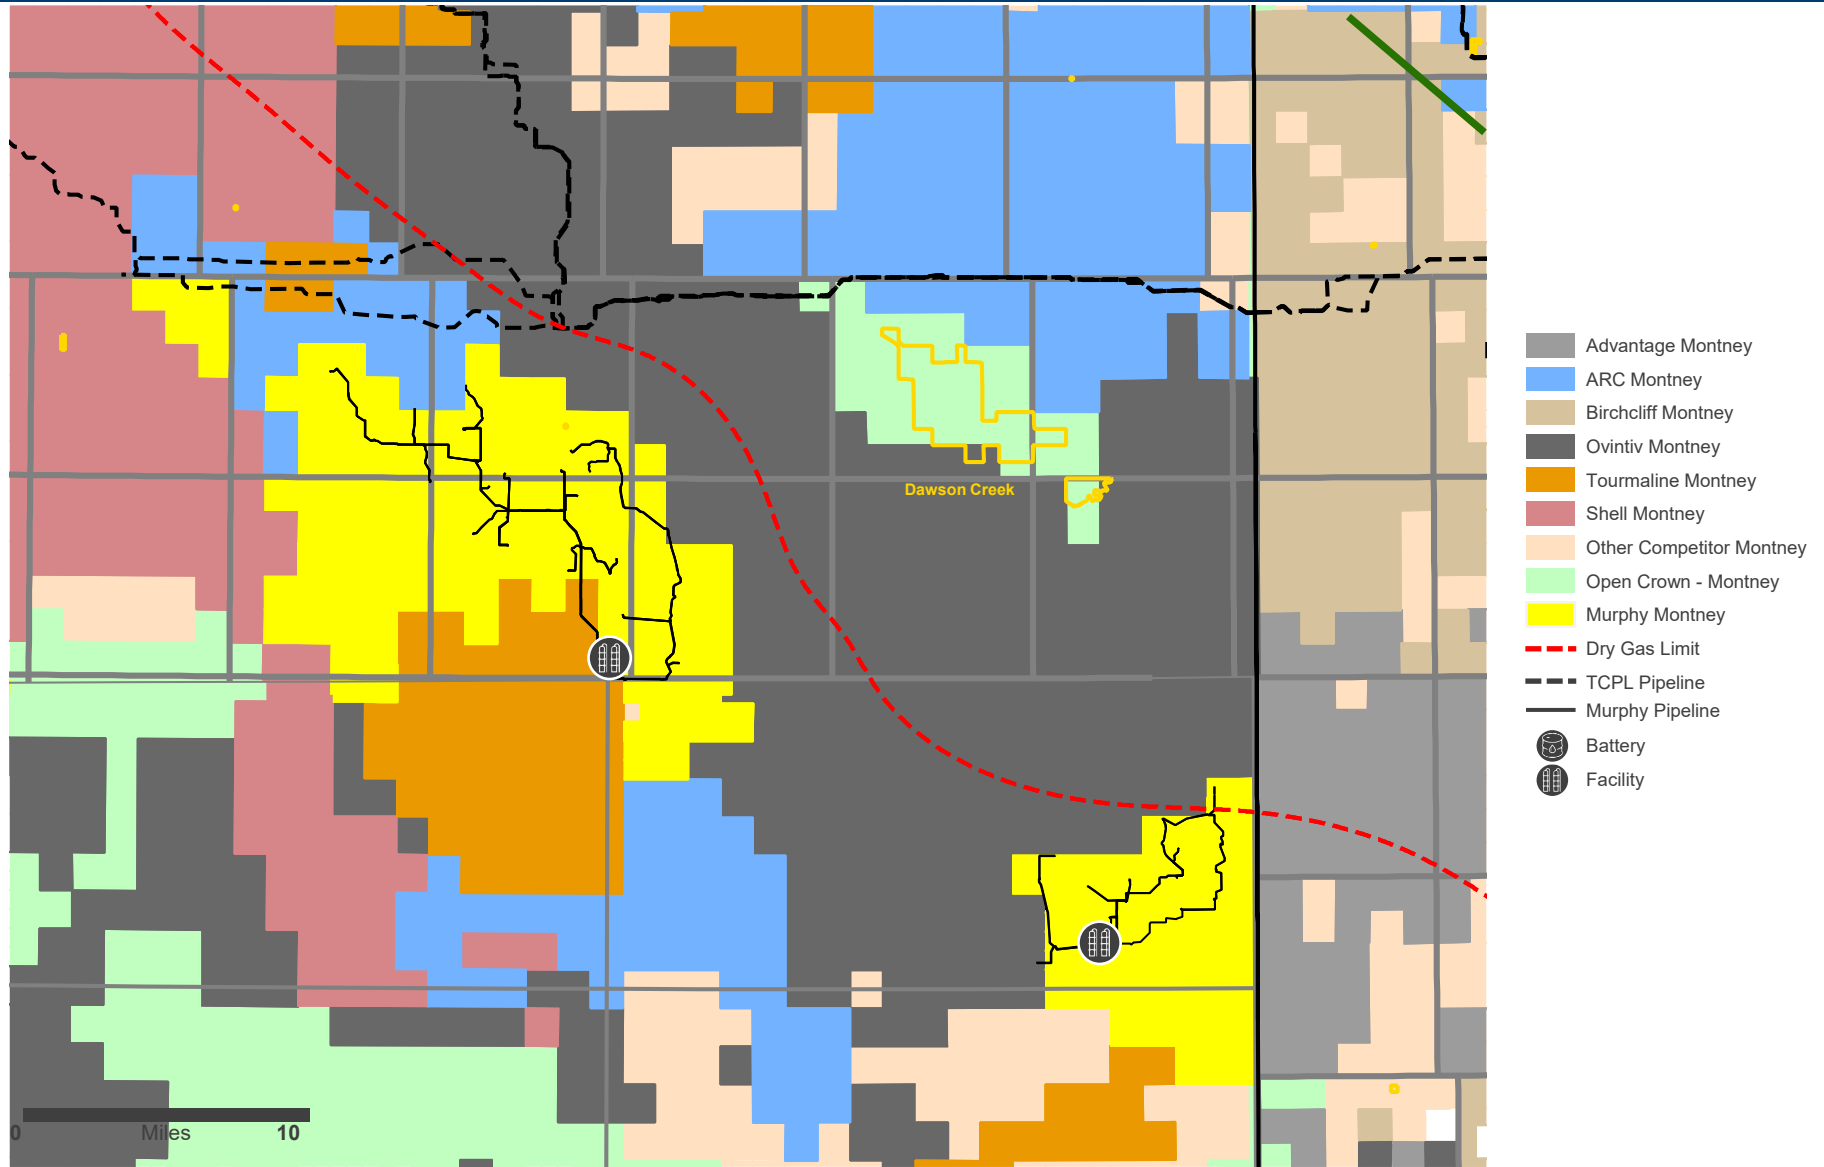 Dawson Creek
Advantage Montney
ARC Montney
Birchcliff Montney
Ovintiv Montney
Tourmaline Montney
Shell Montney
Other Competitor Montney
Open Crown - Montney
Murphy Montney
Dry Gas Limit
TCPL Pipeline
Murphy Pipeline
Battery
Facility
0 Miles 10